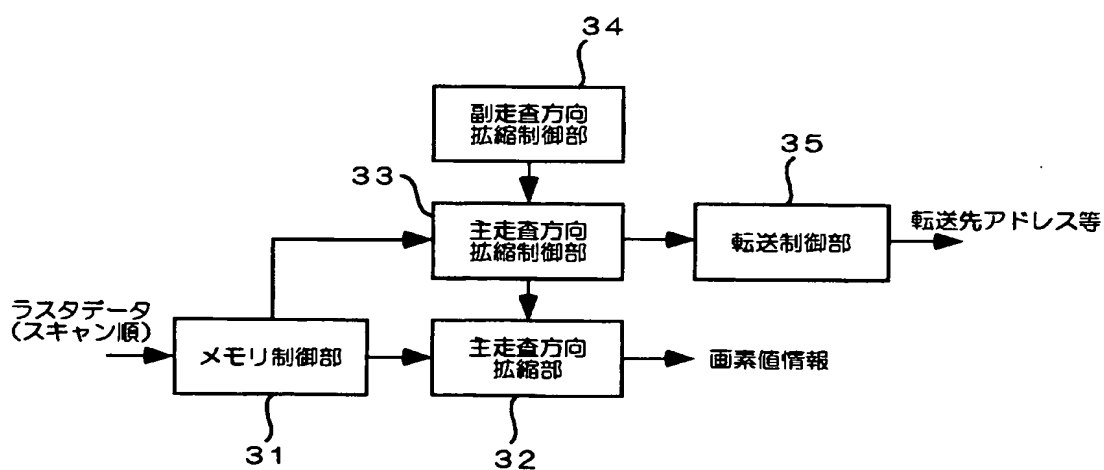 34
副走査方向
拡縮制御部
35
33
主走査方向
拡縮制御部
転送制御部
転送先アドレス等
ラスタデータ
(スキャン順)
メモリ制御部
主走査方向
拡縮部
画素値情報
31
32